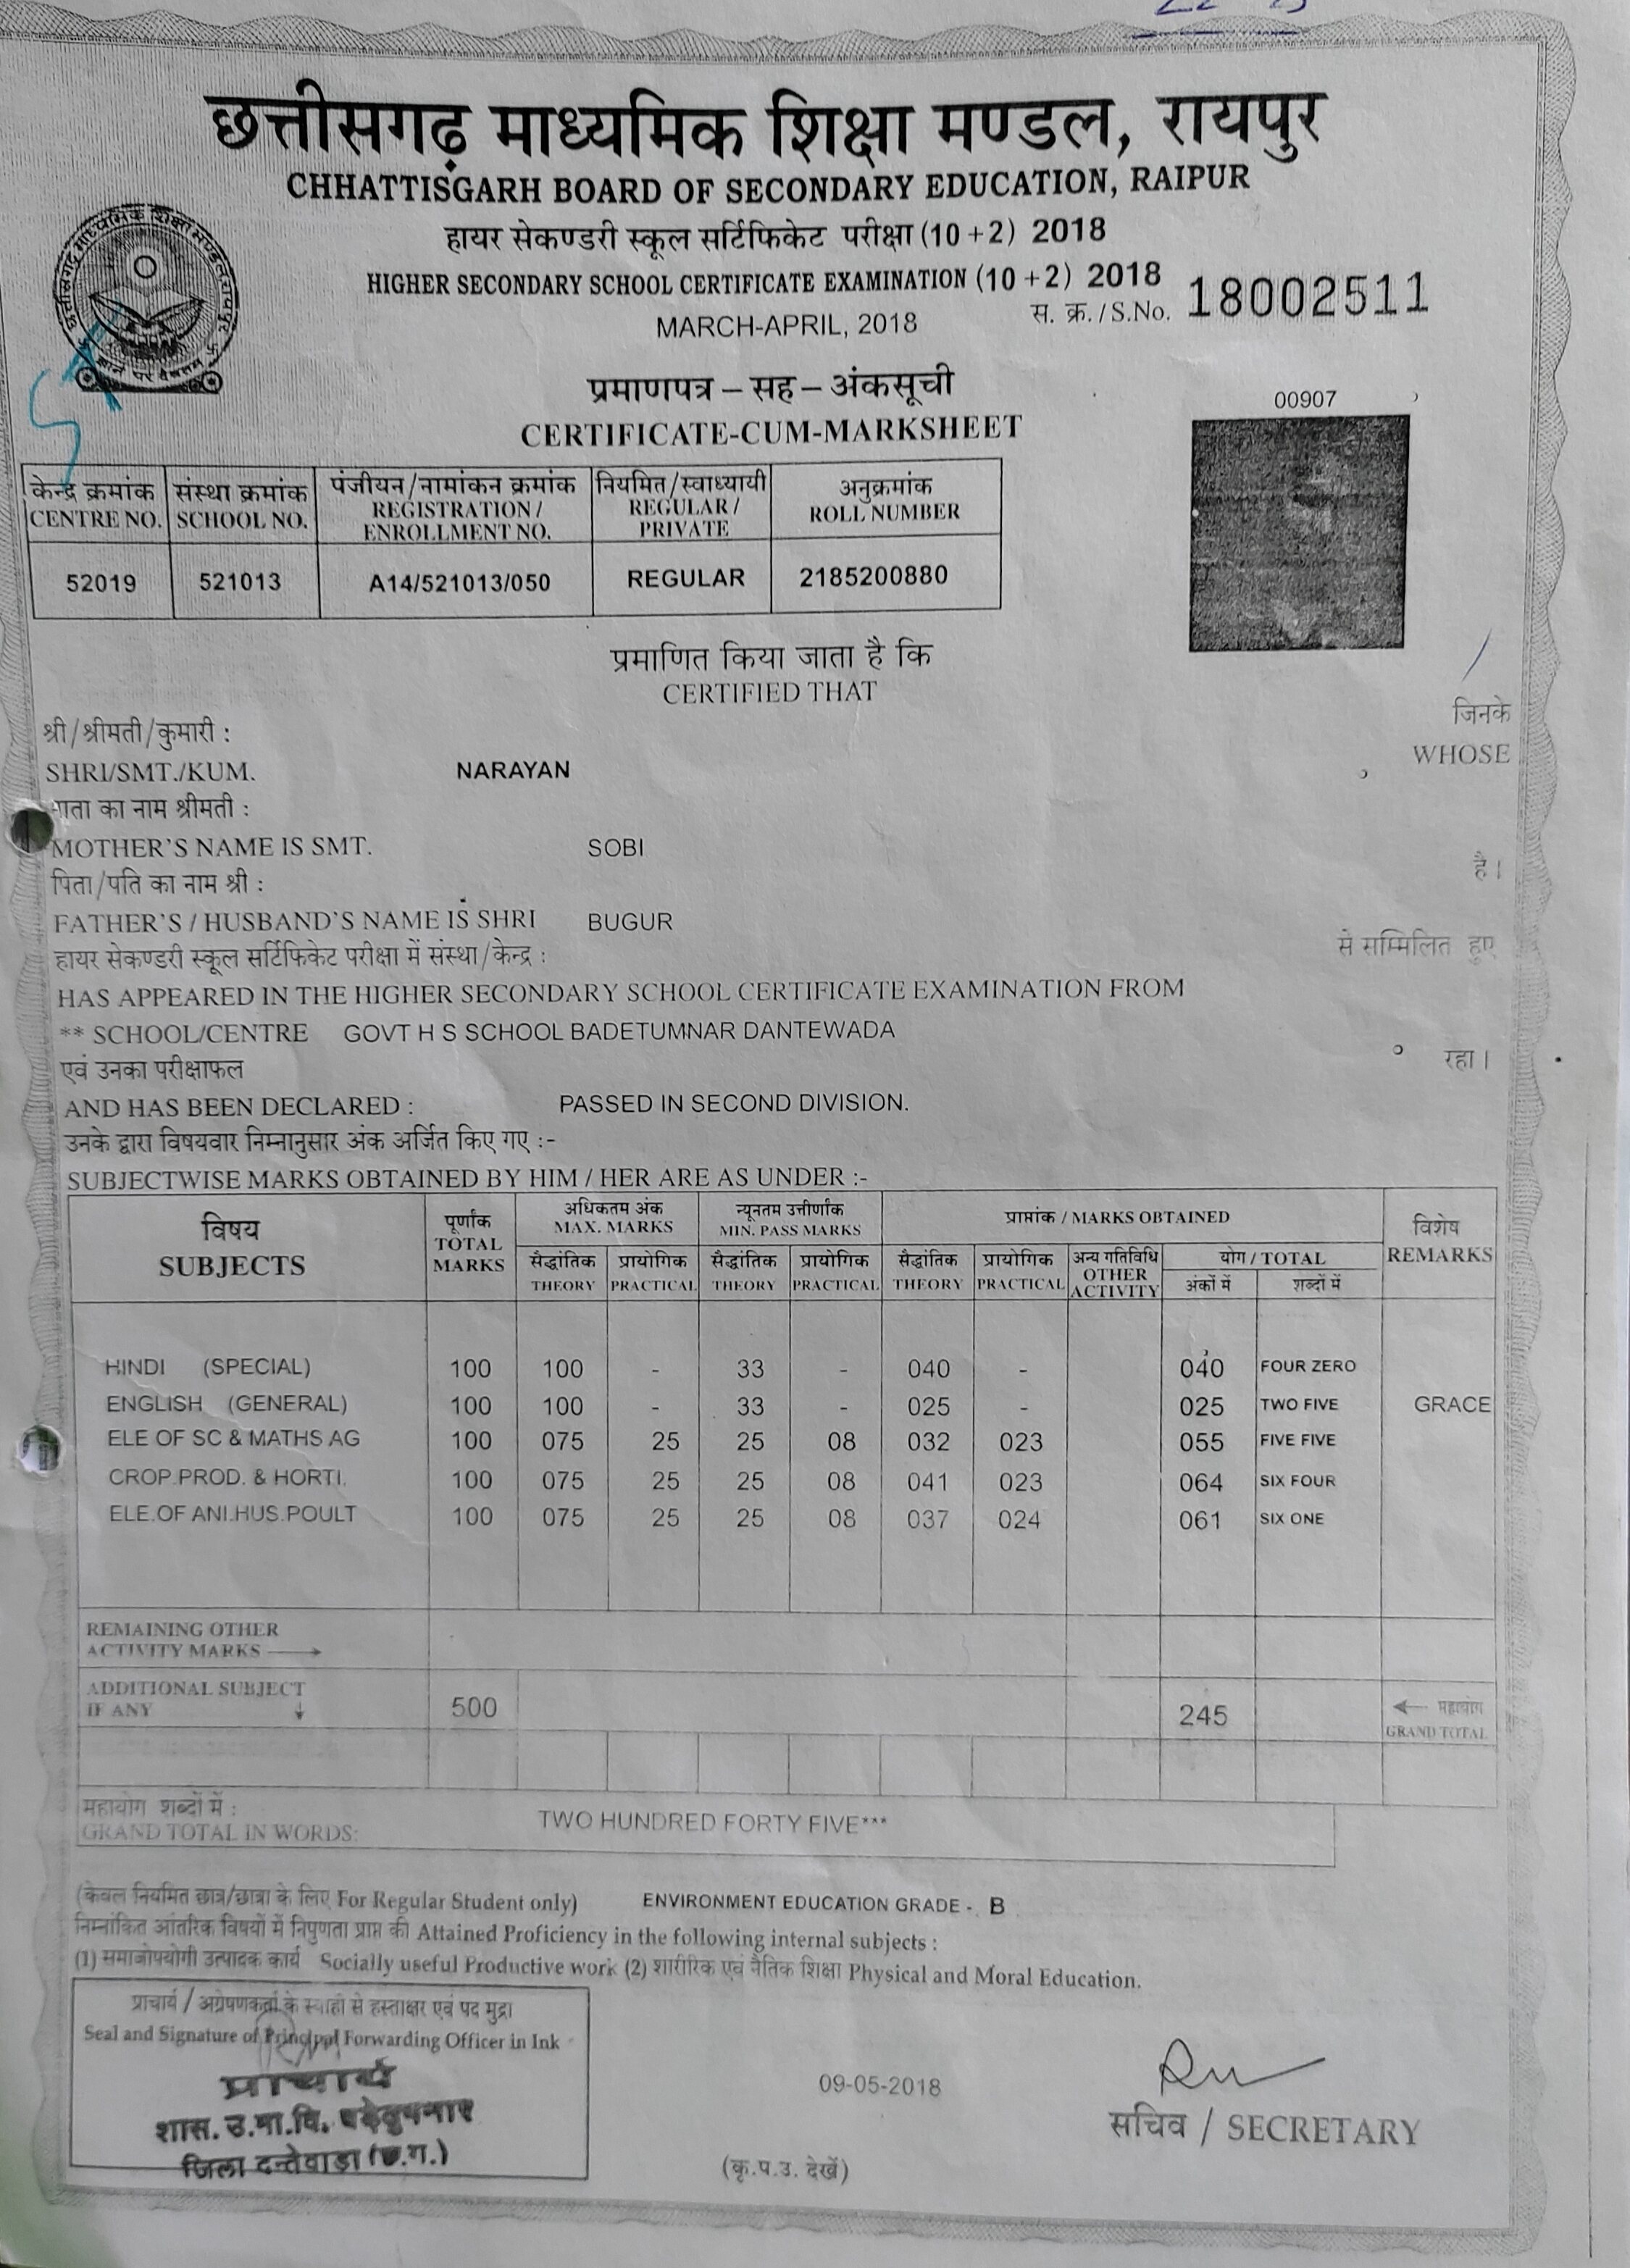 छत्तीसगढ़ माध्यमिक शिक्षा मण्डल, रायपुर
CHHATTISGARH BOARD OF SECONDARY EDUCATION, RAIPUR
हायर सेकण्डरी स्कूल सर्टिफिकेट परीक्षा (10+2) 2018
HIGHER SECONDARY SCHOOL CERTIFICATE EXAMINATION (10+2) 2018
स. क्र. / S.No. 18002511
MARCH-APRIL, 2018
प्रमाणपत्र – सह – अंकसूची
00907
CERTIFICATE-CUM-MARKSHEET
केन्द्र क्रमांक संस्था क्रमांक पंजीयन/नामांकन क्रमांक नियमित/स्वाध्यायी अनुक्रमांक
CENTRE NO. SCHOOL NO. REGISTRATION / REGULAR / ROLL NUMBER
ENROLLMENT NO. PRIVATE
52019 521013 A14/521013/050 REGULAR 2185200880
प्रमाणित किया जाता है कि
CERTIFIED THAT
श्री/श्रीमती/कुमारी : जिनके
SHRI/SMT./KUM. NARAYAN WHOSE
माता का नाम श्रीमती :
MOTHER'S NAME IS SMT. SOBI
पिता/पति का नाम श्री : है।
FATHER'S / HUSBAND'S NAME IS SHRI BUGUR
हायर सेकण्डरी स्कूल सर्टिफिकेट परीक्षा में संस्था/केन्द्र : से सम्मिलित हुए
HAS APPEARED IN THE HIGHER SECONDARY SCHOOL CERTIFICATE EXAMINATION FROM
** SCHOOL/CENTRE GOVT H S SCHOOL BADETUMNAR DANTEWADA
एवं उनका परीक्षाफल रहा।
AND HAS BEEN DECLARED : PASSED IN SECOND DIVISION.
उनके द्वारा विषयवार निम्नानुसार अंक अर्जित किए गए :-
SUBJECTWISE MARKS OBTAINED BY HIM / HER ARE AS UNDER :-
विषय पूर्णांक अधिकतम अंक न्यूनतम उत्तीर्णांक प्राप्तांक / MARKS OBTAINED विशेष
SUBJECTS TOTAL MARKS MAX. MARKS MIN. PASS MARKS REMARKS
सैद्धांतिक प्रायोगिक सैद्धांतिक प्रायोगिक सैद्धांतिक प्रायोगिक अन्य गतिविधि योग / TOTAL
THEORY PRACTICAL THEORY PRACTICAL THEORY PRACTICAL OTHER ACTIVITY अंकों में शब्दों में
HINDI (SPECIAL) 100 100 - 33 - 040 - 040 FOUR ZERO
ENGLISH (GENERAL) 100 100 - 33 - 025 - 025 TWO FIVE GRACE
ELE OF SC & MATHS AG 100 075 25 25 08 032 023 055 FIVE FIVE
CROP.PROD. & HORTI. 100 075 25 25 08 041 023 064 SIX FOUR
ELE.OF ANI.HUS.POULT 100 075 25 25 08 037 024 061 SIX ONE
REMAINING OTHER
ACTIVITY MARKS
ADDITIONAL SUBJECT
IF ANY 500 245 महायोग
GRAND TOTAL
महायोग शब्दों में :
GRAND TOTAL IN WORDS: TWO HUNDRED FORTY FIVE***
(केवल नियमित छात्र/छात्रा के लिए For Regular Student only) ENVIRONMENT EDUCATION GRADE - B
निम्नांकित आंतरिक विषयों में निपुणता प्राप्त की Attained Proficiency in the following internal subjects :
(1) समाजोपयोगी उत्पादक कार्य Socially useful Productive work (2) शारीरिक एवं नैतिक शिक्षा Physical and Moral Education.
प्राचार्य / अग्रेषणकर्ता के स्याही से हस्ताक्षर एवं पद मुद्रा
Seal and Signature of Principal Forwarding Officer in Ink
प्राचार्य
शास. उ.मा.वि. बड़ेतुमनार
जिला दन्तेवाड़ा (छ.ग.)
09-05-2018
सचिव / SECRETARY
(कृ.प.उ. देखें)